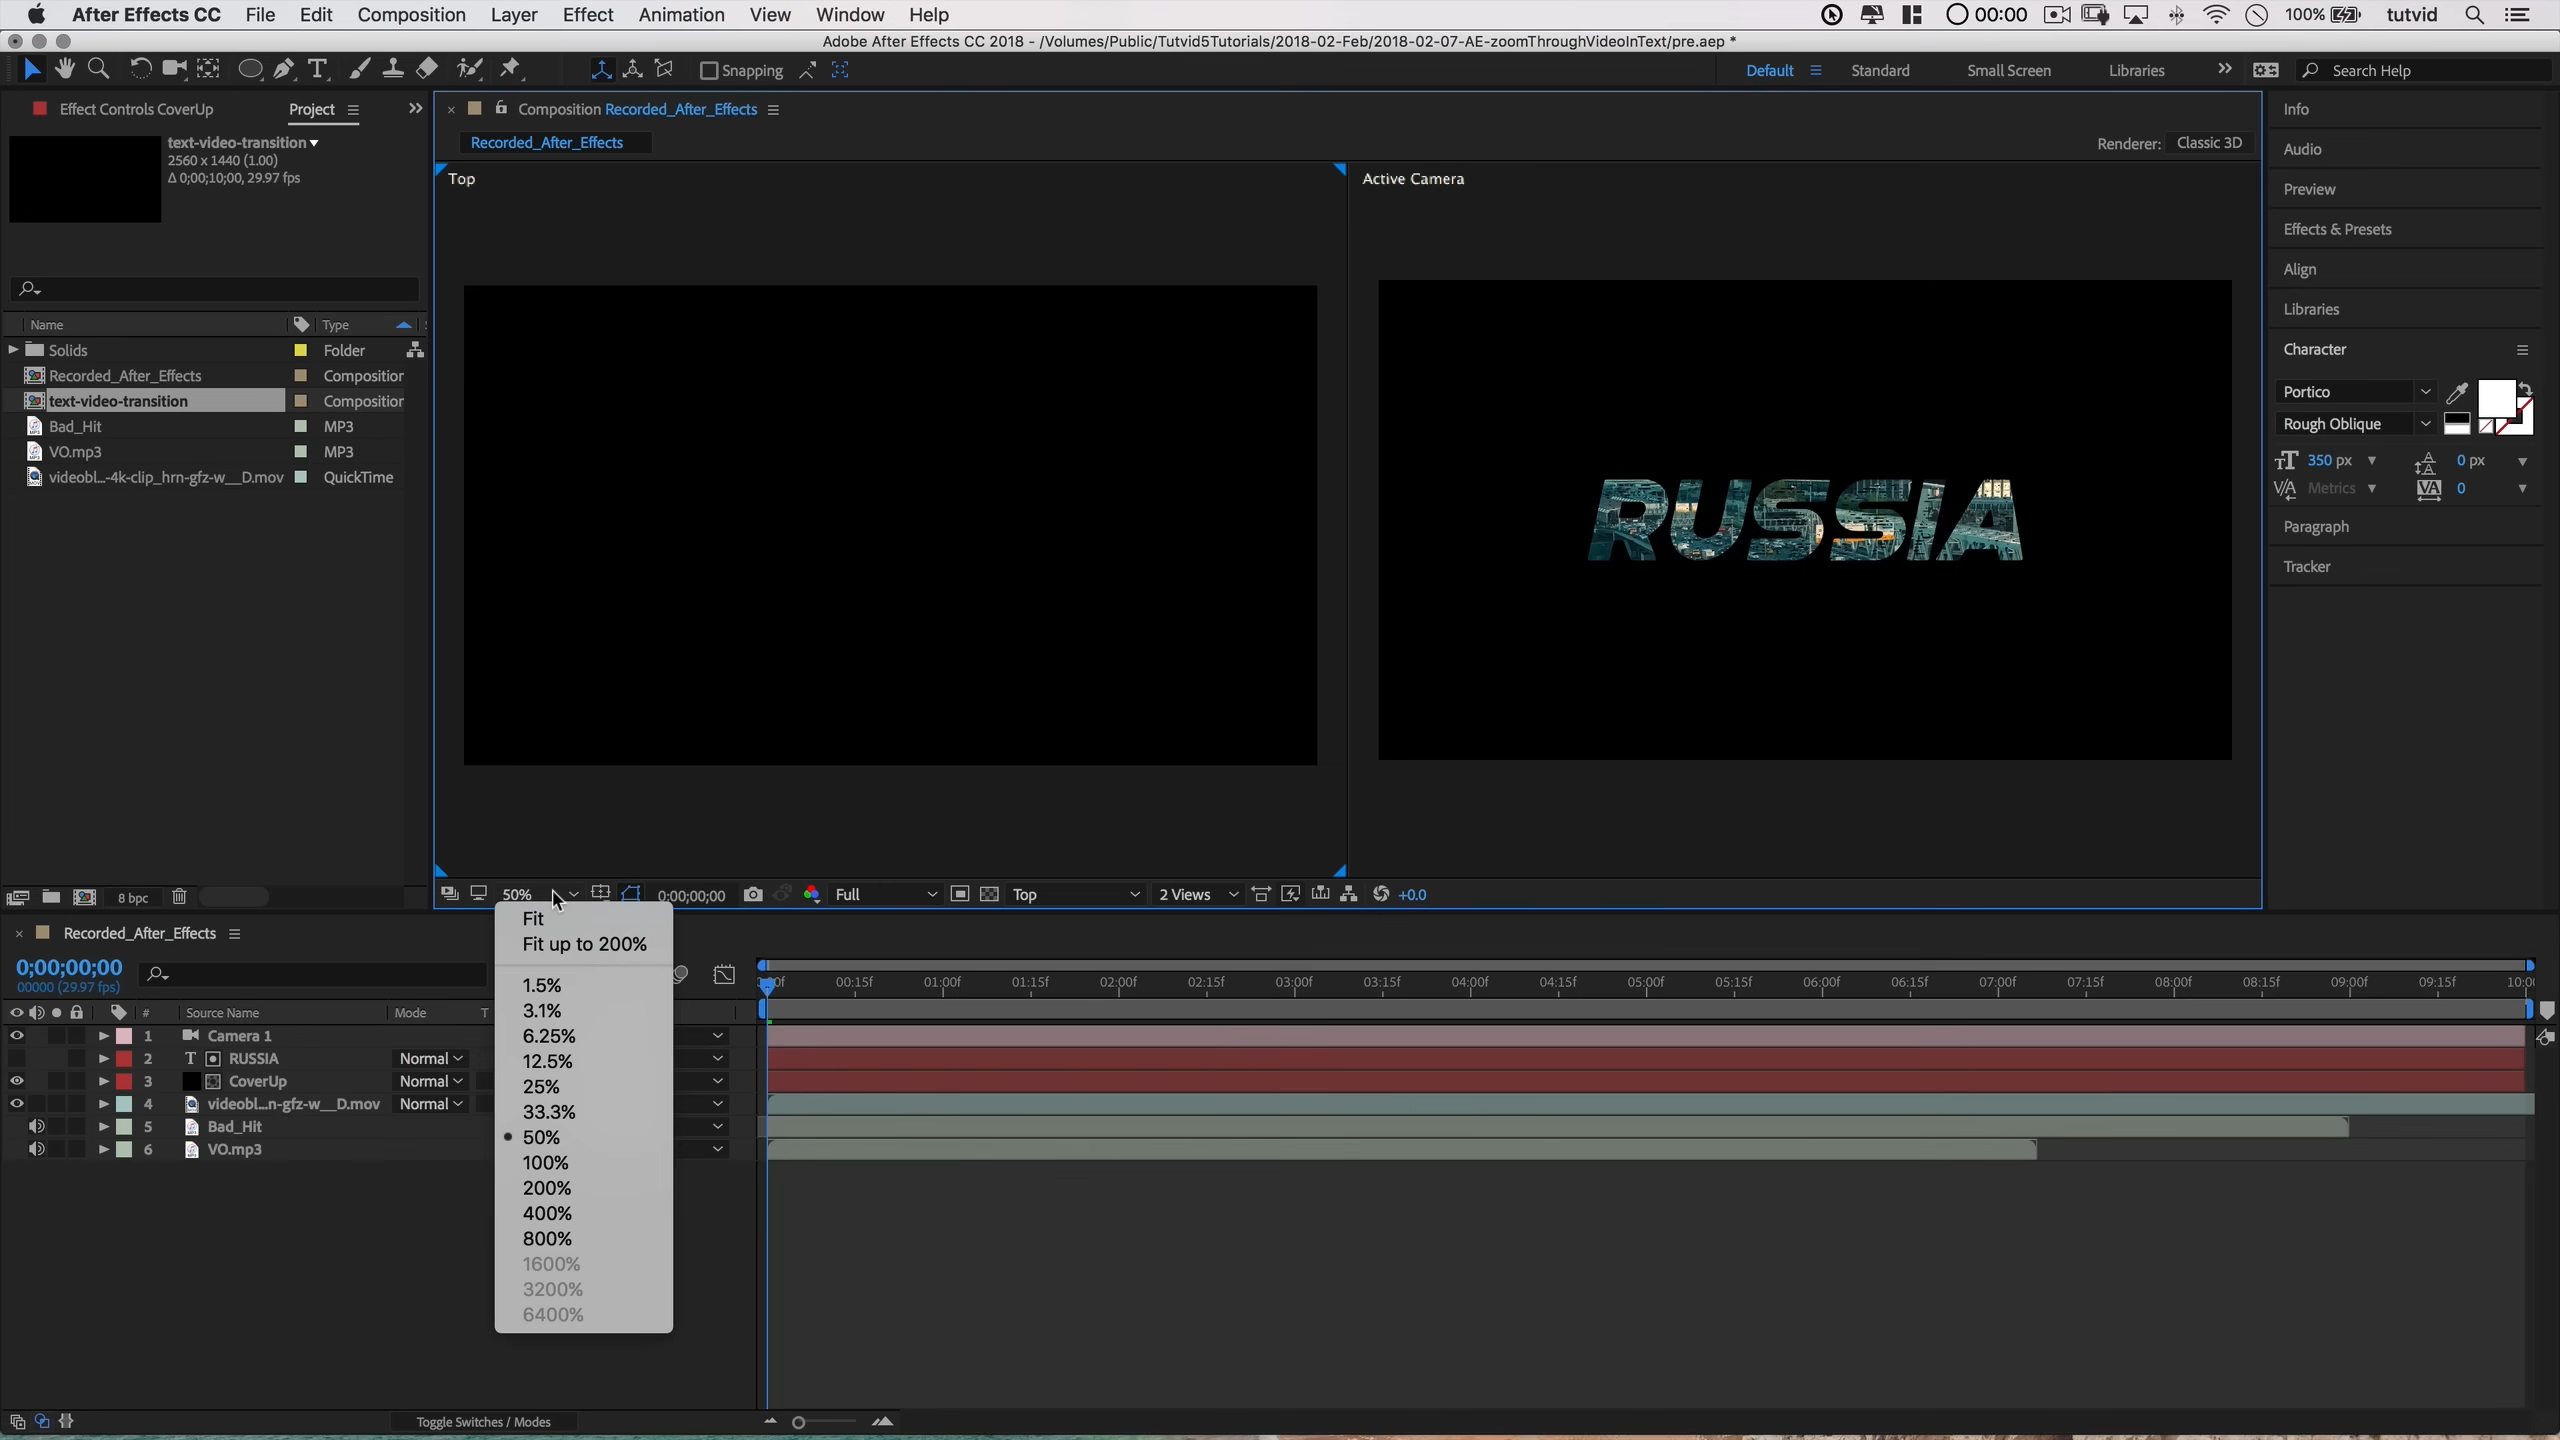 After Effects CC File Edit Composition Layer Effect Animation View Window Help 00:00 100% tutvid
Adobe After Effects CC 2018 - /Volumes/Public/Tutvid5Tutorials/2018-02-Feb/2018-02-07-AE-zoomThroughVideoInText/pre.aep *
Snapping Default Standard Small Screen Libraries Search Help
Effect Controls CoverUp Project
Composition Recorded_After_Effects
text-video-transition
2560 x 1440 (1.00)
Δ 0;00;10;00, 29.97 fps
Recorded_After_Effects
Renderer: Classic 3D
Top
Active Camera
RUSSIA
Name Type
Solids Folder
Recorded_After_Effects Composition
text-video-transition Composition
Bad_Hit MP3
VO.mp3 MP3
videobl...-4k-clip_hrn-gfz-w__D.mov QuickTime
8 bpc
Info
Audio
Preview
Effects & Presets
Align
Libraries
Character
Portico
Rough Oblique
350 px 0 px
Metrics 0
Paragraph
Tracker
50% 0;00;00;00 Full Top 2 Views +0.0
Fit
Fit up to 200%
1.5%
3.1%
6.25%
12.5%
25%
33.3%
50%
100%
200%
400%
800%
1600%
3200%
6400%
Recorded_After_Effects
0;00;00;00
00000 (29.97 fps)
00:15f 01:00f 01:15f 02:00f 02:15f 03:00f 03:15f 04:00f 04:15f 05:00f 05:15f 06:00f 06:15f 07:00f 07:15f 08:00f 08:15f 09:00f 09:15f 10:00
# Source Name Mode T
1 Camera 1
2 T RUSSIA Normal
3 CoverUp Normal
4 videobl...n-gfz-w__D.mov Normal
5 Bad_Hit
6 VO.mp3
Toggle Switches / Modes